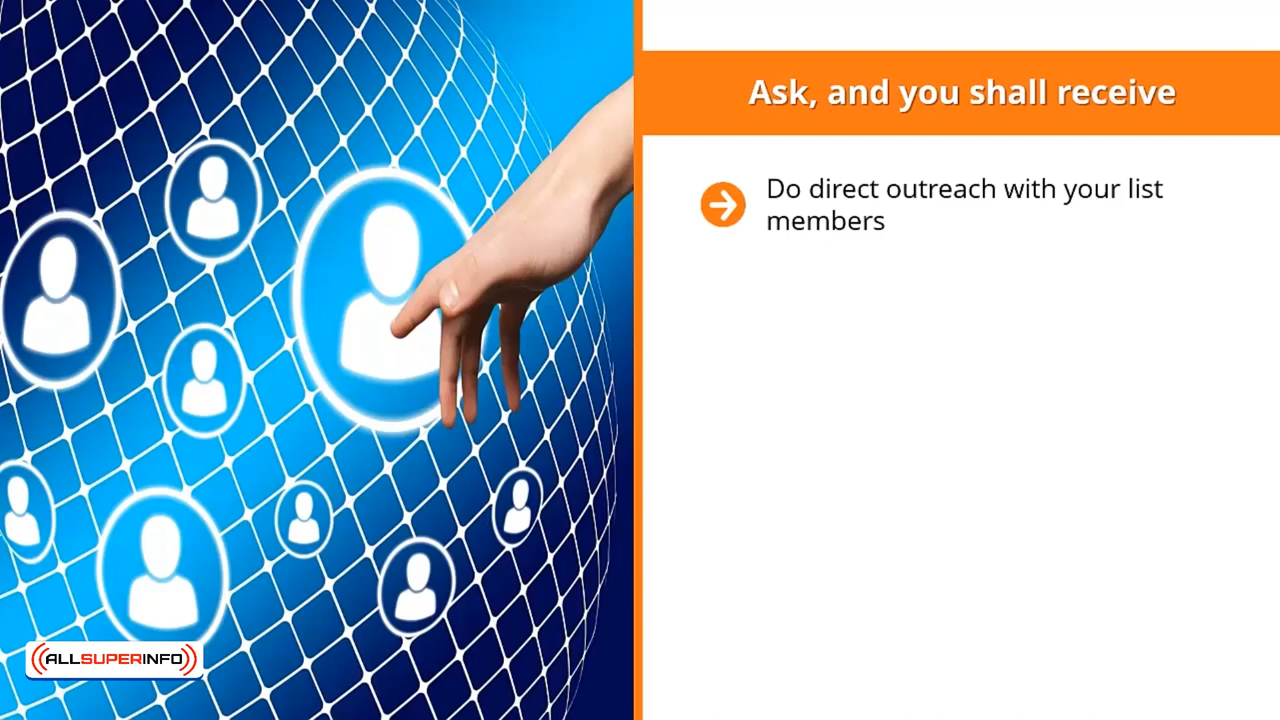 Ask, and you shall receive
Do direct outreach with your list
members
ALLSUPERINFO